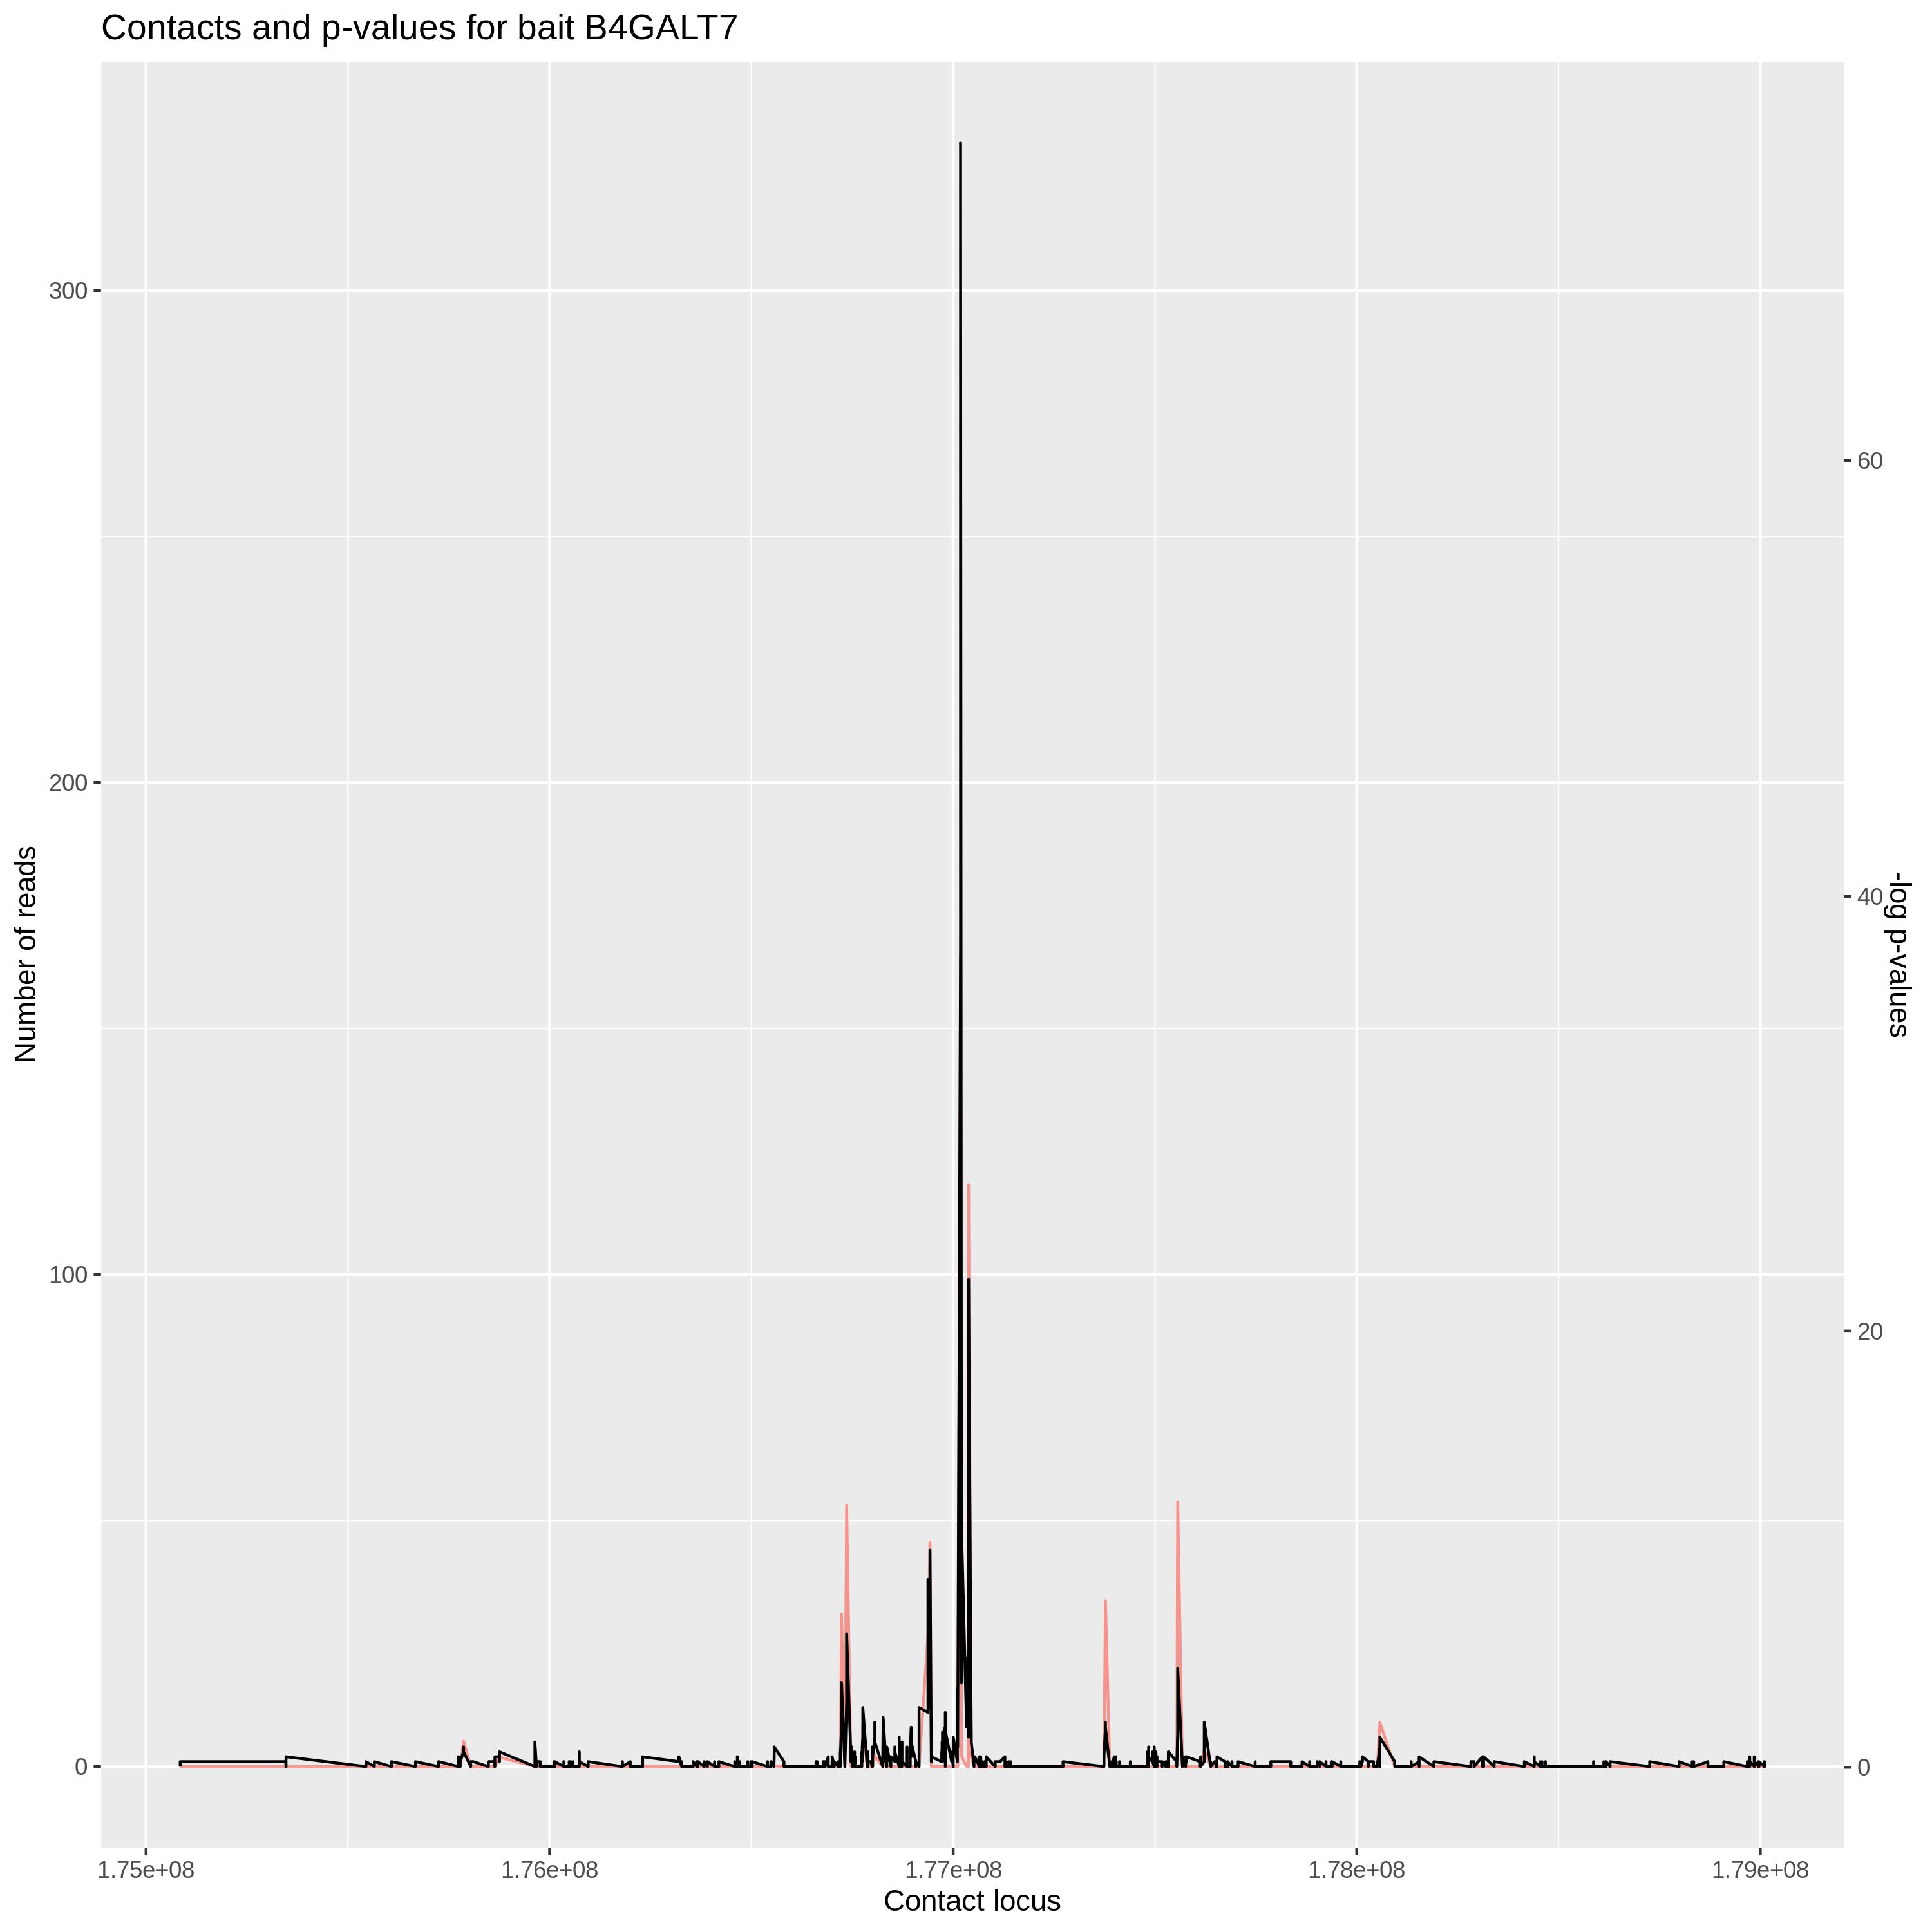 Contacts and p-values for bait B4GALT7
300
200
100
0
60
40
20
0
Number of reads
-log p-values
1.75e+08
1.76e+08
1.77e+08
1.78e+08
1.79e+08
Contact locus